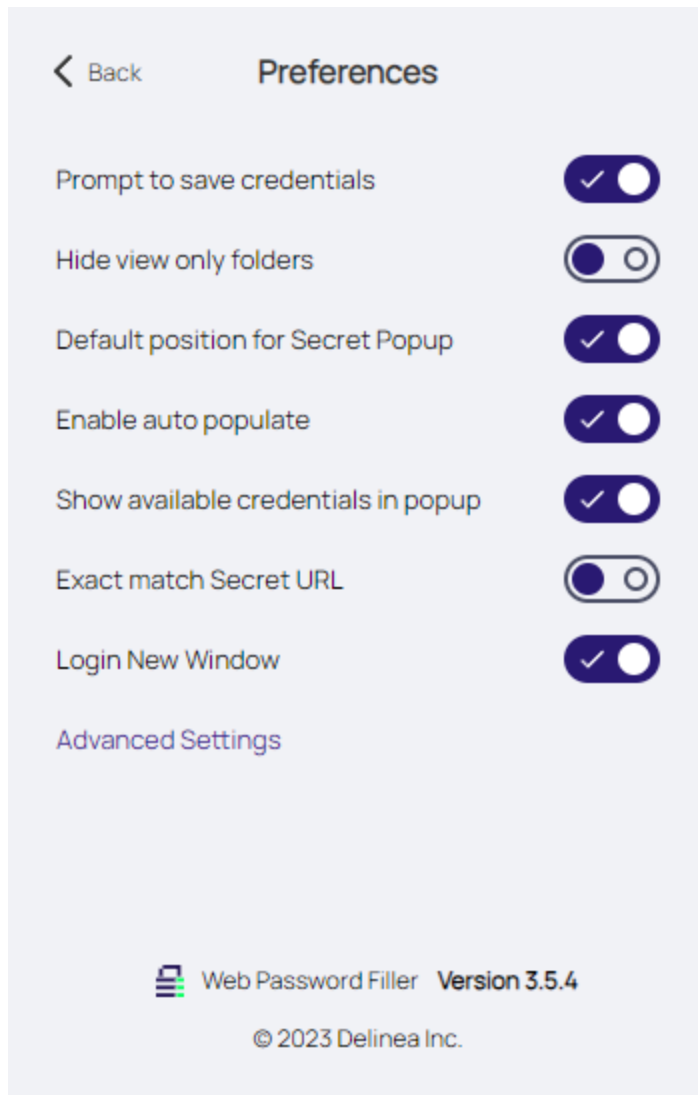 Back Preferences
Prompt to save credentials
Hide view only folders
Default position for Secret Popup
Enable auto populate
Show available credentials in popup
Exact match Secret URL
Login New Window
Advanced Settings
Web Password Filler Version 3.5.4
© 2023 Delinea Inc.